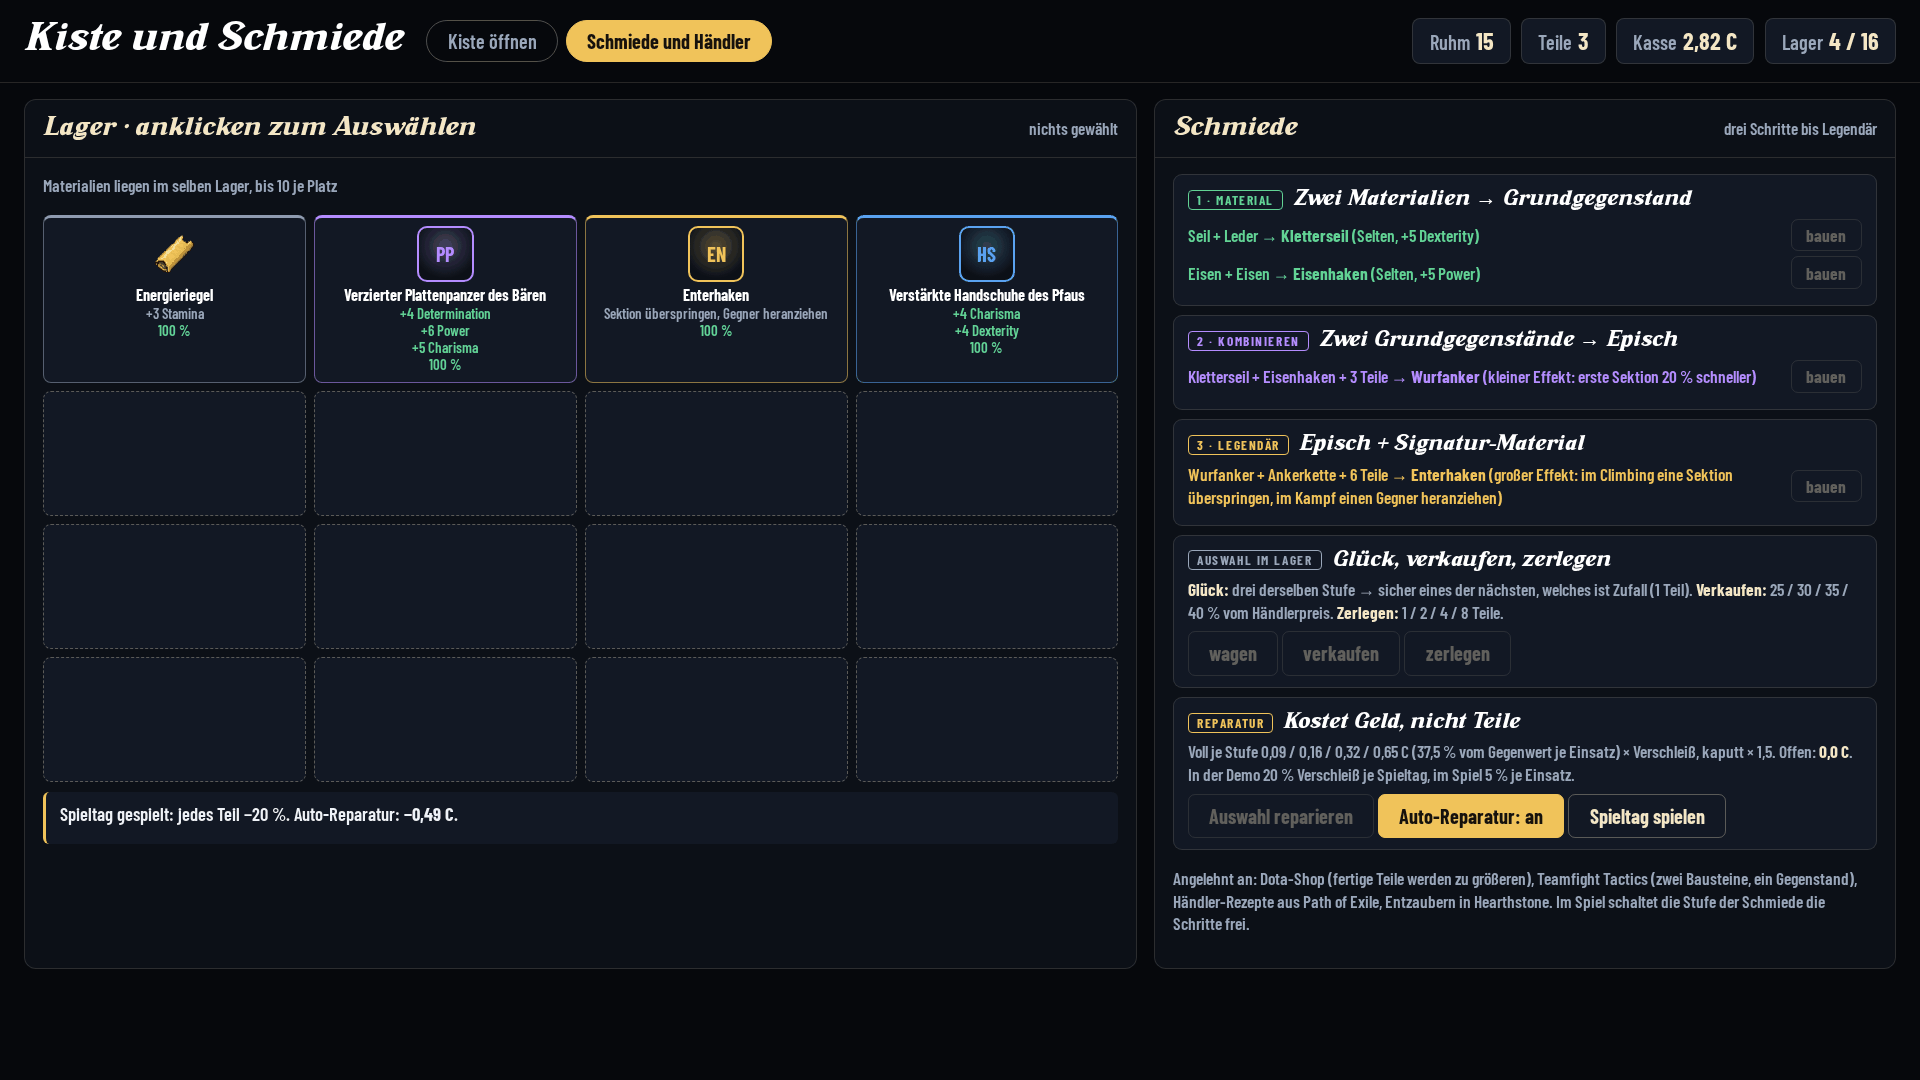 Kiste und Schmiede
Kiste öffnen
Schmiede und Händler
Ruhm 15
Teile 3
Kasse 2,82 C
Lager 4 / 16
Lager · anklicken zum Auswählen
nichts gewählt
Materialien liegen im selben Lager, bis 10 je Platz
Energieriegel
+3 Stamina
100 %
PP
Verzierter Plattenpanzer des Bären
+4 Determination
+6 Power
+5 Charisma
100 %
EN
Enterhaken
Sektion überspringen, Gegner heranziehen
100 %
HS
Verstärkte Handschuhe des Pfaus
+4 Charisma
+4 Dexterity
100 %
Spieltag gespielt: jedes Teil −20 %. Auto-Reparatur: −0,49 C.
Schmiede
drei Schritte bis Legendär
1 · MATERIAL
Zwei Materialien → Grundgegenstand
Seil + Leder → Kletterseil (Selten, +5 Dexterity)
bauen
Eisen + Eisen → Eisenhaken (Selten, +5 Power)
bauen
2 · KOMBINIEREN
Zwei Grundgegenstände → Episch
Kletterseil + Eisenhaken + 3 Teile → Wurfanker (kleiner Effekt: erste Sektion 20 % schneller)
bauen
3 · LEGENDÄR
Episch + Signatur-Material
Wurfanker + Ankerkette + 6 Teile → Enterhaken (großer Effekt: im Climbing eine Sektion
überspringen, im Kampf einen Gegner heranziehen)
bauen
AUSWAHL IM LAGER
Glück, verkaufen, zerlegen
Glück: drei derselben Stufe → sicher eines der nächsten, welches ist Zufall (1 Teil). Verkaufen: 25 / 30 / 35 /
40 % vom Händlerpreis. Zerlegen: 1 / 2 / 4 / 8 Teile.
wagen
verkaufen
zerlegen
REPARATUR
Kostet Geld, nicht Teile
Voll je Stufe 0,09 / 0,16 / 0,32 / 0,65 C (37,5 % vom Gegenwert je Einsatz) × Verschleiß, kaputt × 1,5. Offen: 0,0 C.
In der Demo 20 % Verschleiß je Spieltag, im Spiel 5 % je Einsatz.
Auswahl reparieren
Auto-Reparatur: an
Spieltag spielen
Angelehnt an: Dota-Shop (fertige Teile werden zu größeren), Teamfight Tactics (zwei Bausteine, ein Gegenstand),
Händler-Rezepte aus Path of Exile, Entzaubern in Hearthstone. Im Spiel schaltet die Stufe der Schmiede die
Schritte frei.